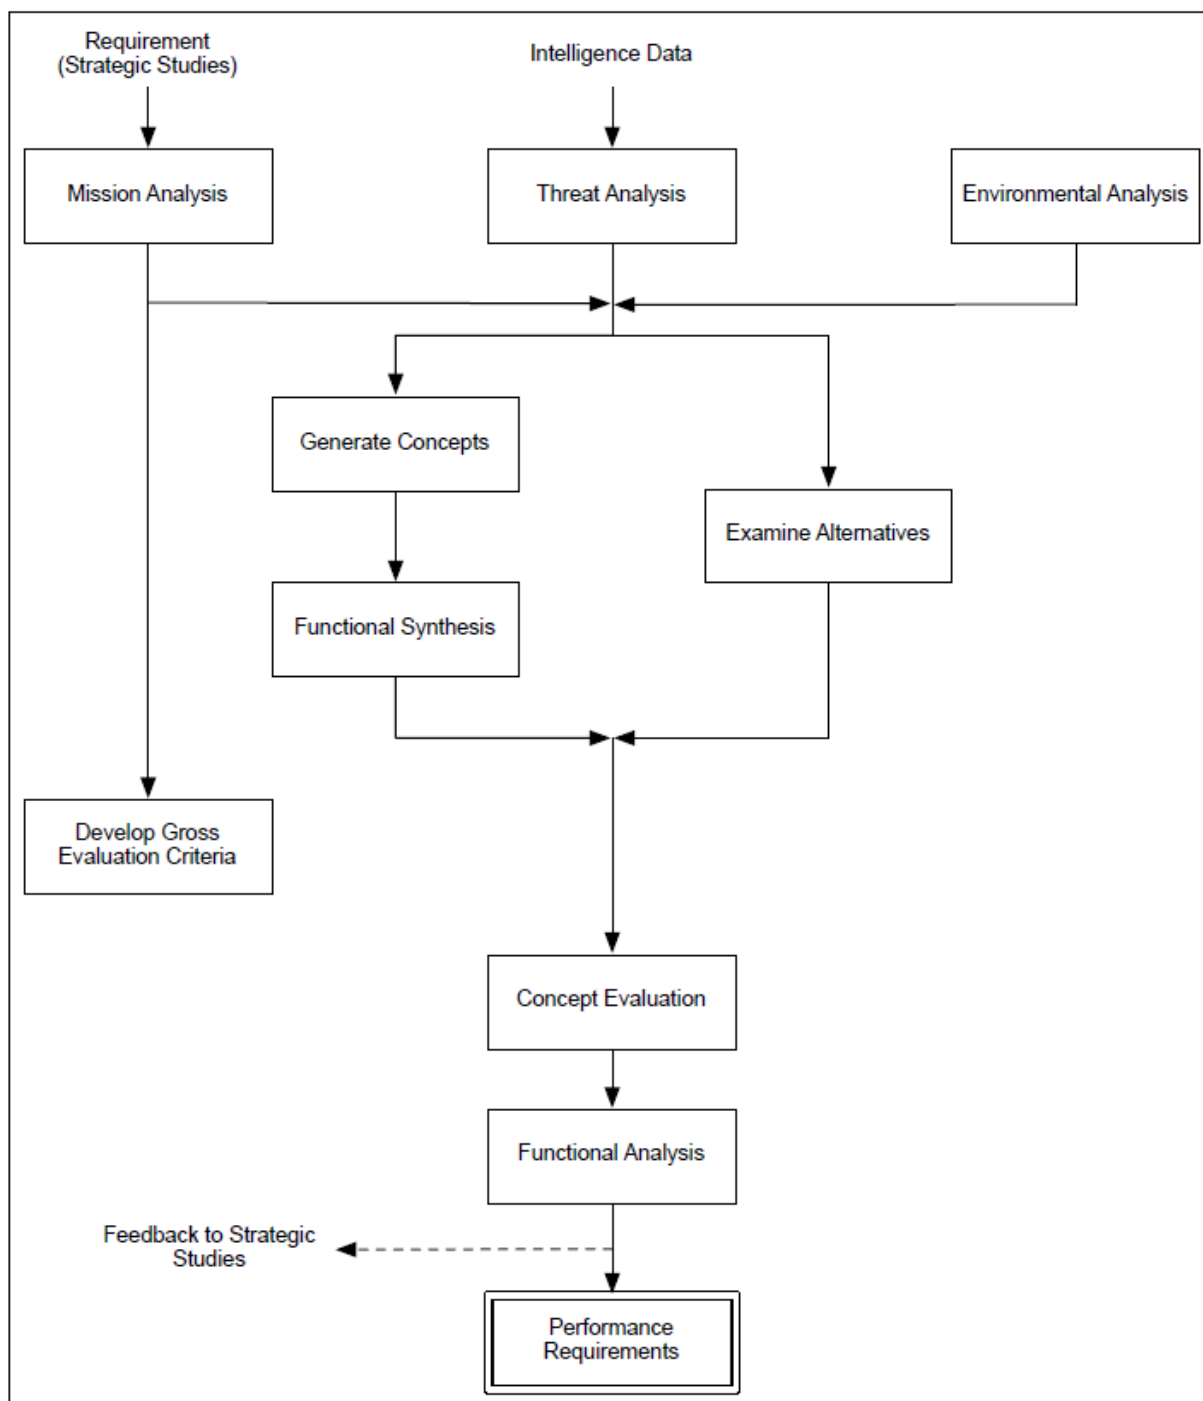 Requirement
(Strategic Studies)
Intelligence Data
Mission Analysis
Threat Analysis
Environmental Analysis
Generate Concepts
Examine Alternatives
Functional Synthesis
Develop Gross
Evaluation Criteria
Concept Evaluation
Functional Analysis
Feedback to Strategic
Studies
Performance
Requirements